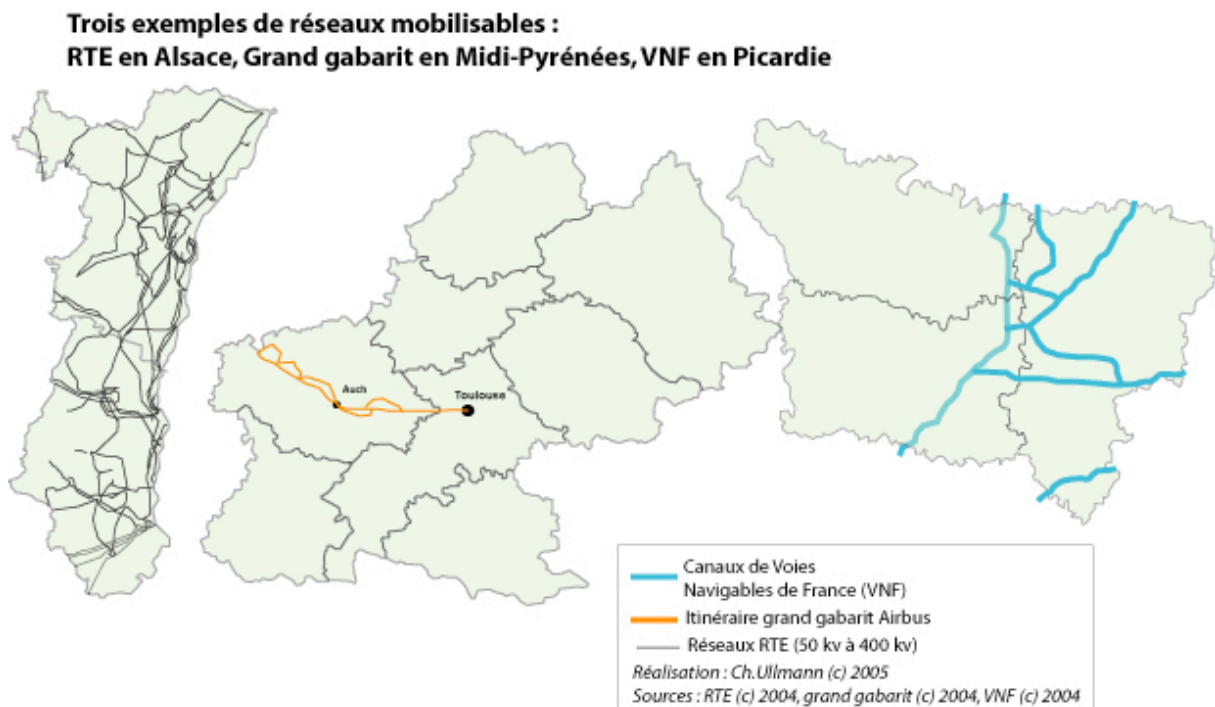 Trois exemples de réseaux mobilisables :
RTE en Alsace, Grand gabarit en Midi-Pyrénées, VNF en Picardie
Auch
Toulouse
Canaux de Voies
Navigables de France (VNF)
Itinéraire grand gabarit Airbus
Réseaux RTE (50 kv à 400 kv)
Réalisation : Ch.Ullmann (c) 2005
Sources : RTE (c) 2004, grand gabarit (c) 2004, VNF (c) 2004